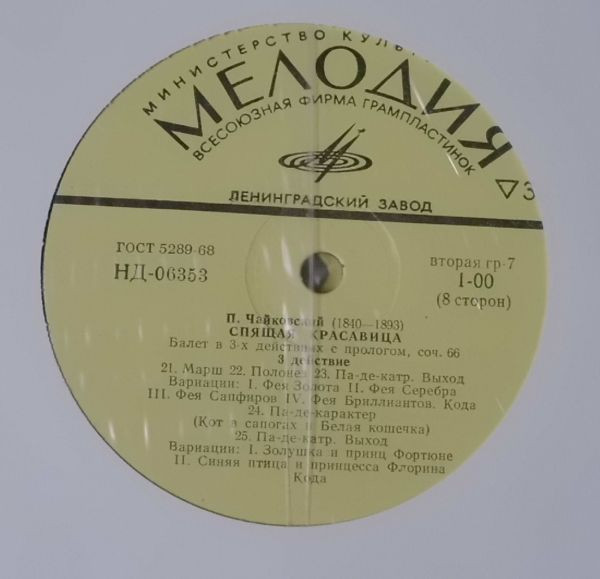 МИНИСТЕРСТВО КУЛЬТ
МЕЛОДИЯ
ВСЕСОЮЗНАЯ ФИРМА ГРАМПЛАСТИНОК
ЛЕНИНГРАДСКИЙ ЗАВОД
▽33
ГОСТ 5289-68
НД-06353
вторая гр-7
1-00
(8 сторон)
П. Чайковский (1840—1893)
СПЯЩАЯ КРАСАВИЦА
Балет в 3-х действиях с прологом, соч. 66
3 действие
21. Марш 22. Полонез 23. Па-де-катр. Выход
Вариации: I. Фея Золота II. Фея Серебра
III. Фея Сапфиров IV. Фея Бриллиантов. Кода
24. Па-де-карактер
(Кот в сапогах и Белая кошечка)
25. Па-де-катр. Выход
Вариации: I. Золушка и принц Фортюне
II. Синяя птица и принцесса Флорина
Кода